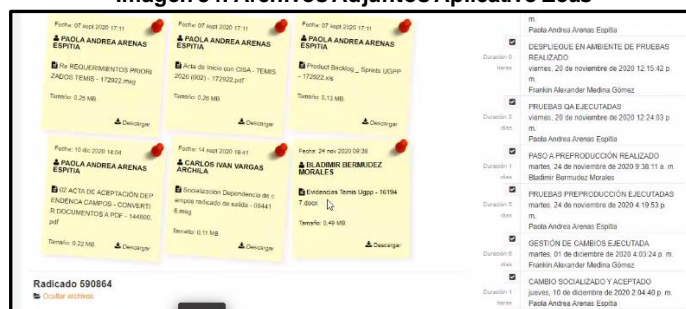 Imagen 34. Archivos Adjuntos Aplicativo Zeus
Fecha: 07 sept 2020 17:11
PAOLA ANDREA ARENAS
ESPITIA
Re REQUERIMIENTOS PRIORI
ZADOS TEMIS - 172922.msg
Tamaño: 0,25 MB.
Descargar
Fecha: 07 sept 2020 17:11
PAOLA ANDREA ARENAS
ESPITIA
Acta de Inicio con CISA - TEMIS
2020 (002) - 172922.pdf
Tamaño: 0,26 MB.
Descargar
Fecha: 07 sept 2020 17:11
PAOLA ANDREA ARENAS
ESPITIA
Product Backlog _ Sprints UGPP
- 172922.xls
Tamaño: 0,13 MB.
Descargar
Fecha: 10 dic 2020 14:04
PAOLA ANDREA ARENAS
ESPITIA
02 ACTA DE ACEPTACIÓN DEP
ENDENCA CAMPOS - CONVERTI
R DOCUMENTOS A PDF - 144800.
pdf
Tamaño: 0,22 MB.
Descargar
Fecha: 14 sept 2020 16:41
CARLOS IVAN VARGAS
ARCHILA
Socialización Dependencia de c
ampos radicado de salida - 06441
6.msg
Tamaño: 0,11 MB.
Descargar
Fecha: 24 nov 2020 09:38
BLADIMIR BERMUDEZ
MORALES
Evidencias Temis Ugpp - 16194
7.docx
Tamaño: 0,49 MB.
Descargar
Radicado 590864
Ocultar archivos
m.
Paola Andrea Arenas Espitia
Duración 0
horas
DESPLIEGUE EN AMBIENTE DE PRUEBAS
REALIZADO
viernes, 20 de noviembre de 2020 12:15:42 p.
m.
Frankin Alexander Medina Gómez
Duración 2
días
PRUEBAS QA EJECUTADAS
viernes, 20 de noviembre de 2020 12:24:03 p.
m.
Paola Andrea Arenas Espitia
Duración 1
días
PASO A PREPRODUCCIÓN REALIZADO
martes, 24 de noviembre de 2020 9:38:11 a. m.
Bladimir Bermudez Morales
Duración 5
días
PRUEBAS PREPRODUCCIÓN EJECUTADAS
martes, 24 de noviembre de 2020 4:19:53 p.
m.
Paola Andrea Arenas Espitia
Duración 6
días
GESTIÓN DE CAMBIOS EJECUTADA
martes, 01 de diciembre de 2020 4:03:24 p. m.
Frankin Alexander Medina Gómez
Duración 1
horas
CAMBIO SOCIALIZADO Y ACEPTADO
jueves, 10 de diciembre de 2020 2:04:40 p. m.
Paola Andrea Arenas Espitia